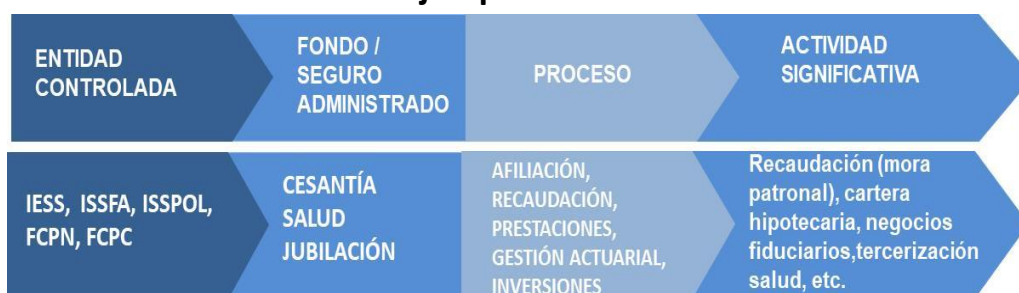 ENTIDAD
CONTROLADA
FONDO /
SEGURO
ADMINISTRADO
PROCESO
ACTIVIDAD
SIGNIFICATIVA
IESS, ISSFA, ISSPOL,
FCPN, FCPC
CESANTÍA
SALUD
JUBILACIÓN
AFILIACIÓN,
RECAUDACIÓN,
PRESTACIONES,
GESTIÓN ACTUARIAL,
INVERSIONES
Recaudación (mora
patronal), cartera
hipotecaria, negocios
fiduciarios,tercerización
salud, etc.